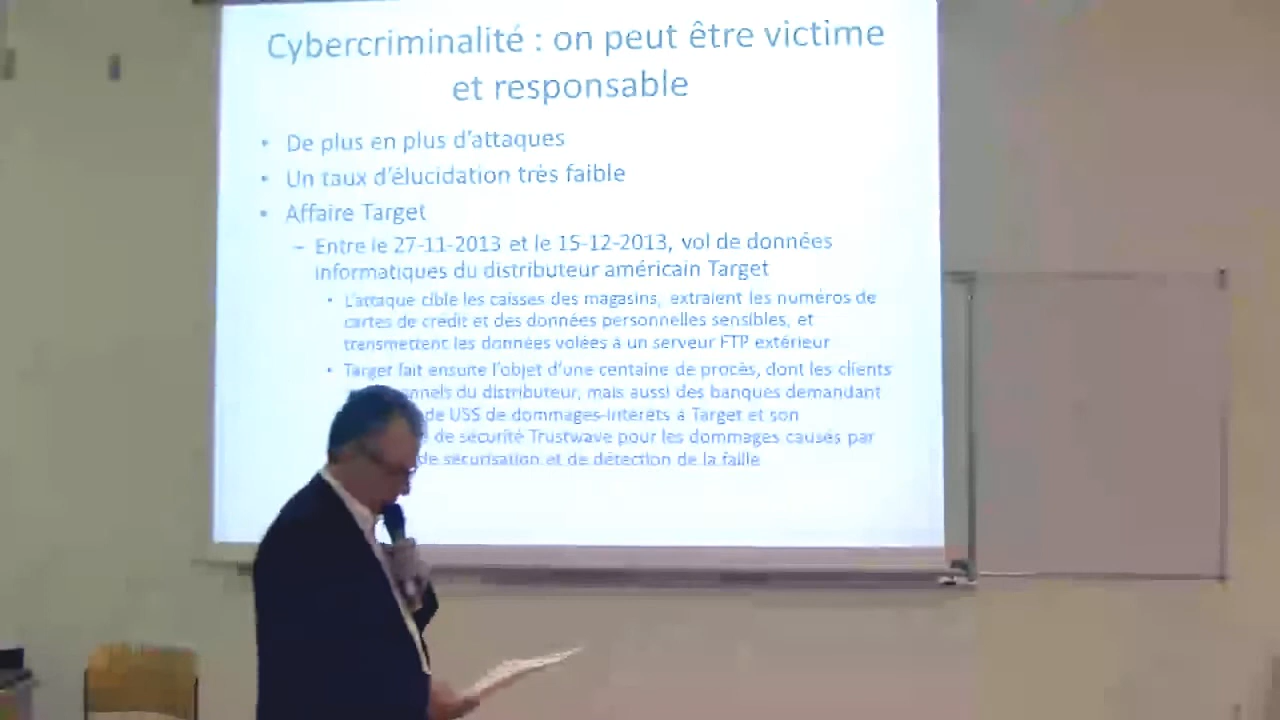 Cybercriminalité : on peut être victime
et responsable
• De plus en plus d'attaques
• Un taux d'élucidation très faible
• Affaire Target
– Entre le 27-11-2013 et le 15-12-2013, vol de données
informatiques du distributeur américain Target
• L'attaque cible les caisses des magasins, extraient les numéros de
cartes de crédit et des données personnelles sensibles, et
transmettent les données volées à un serveur FTP extérieur
• Target fait ensuite l'objet d'une centaine de procès, dont les clients
du distributeur, mais aussi des banques demandant
de US$ de dommages-intérêts à Target et son
de sécurité Trustwave pour les dommages causés par
de sécurisation et de détection de la faille